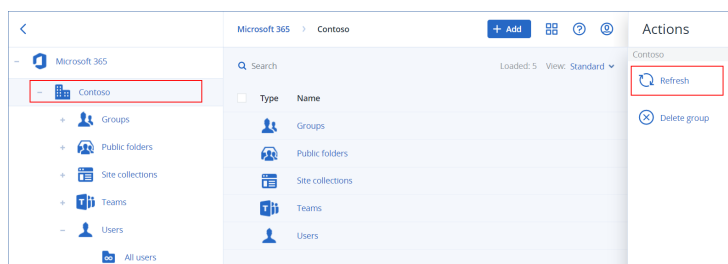 Microsoft 365 > Contoso
+ Add
Actions
Microsoft 365
Contoso
Groups
Public folders
Site collections
Teams
Users
All users
Search
Loaded: 5 View: Standard
Type Name
Groups
Public folders
Site collections
Teams
Users
Contoso
Refresh
Delete group